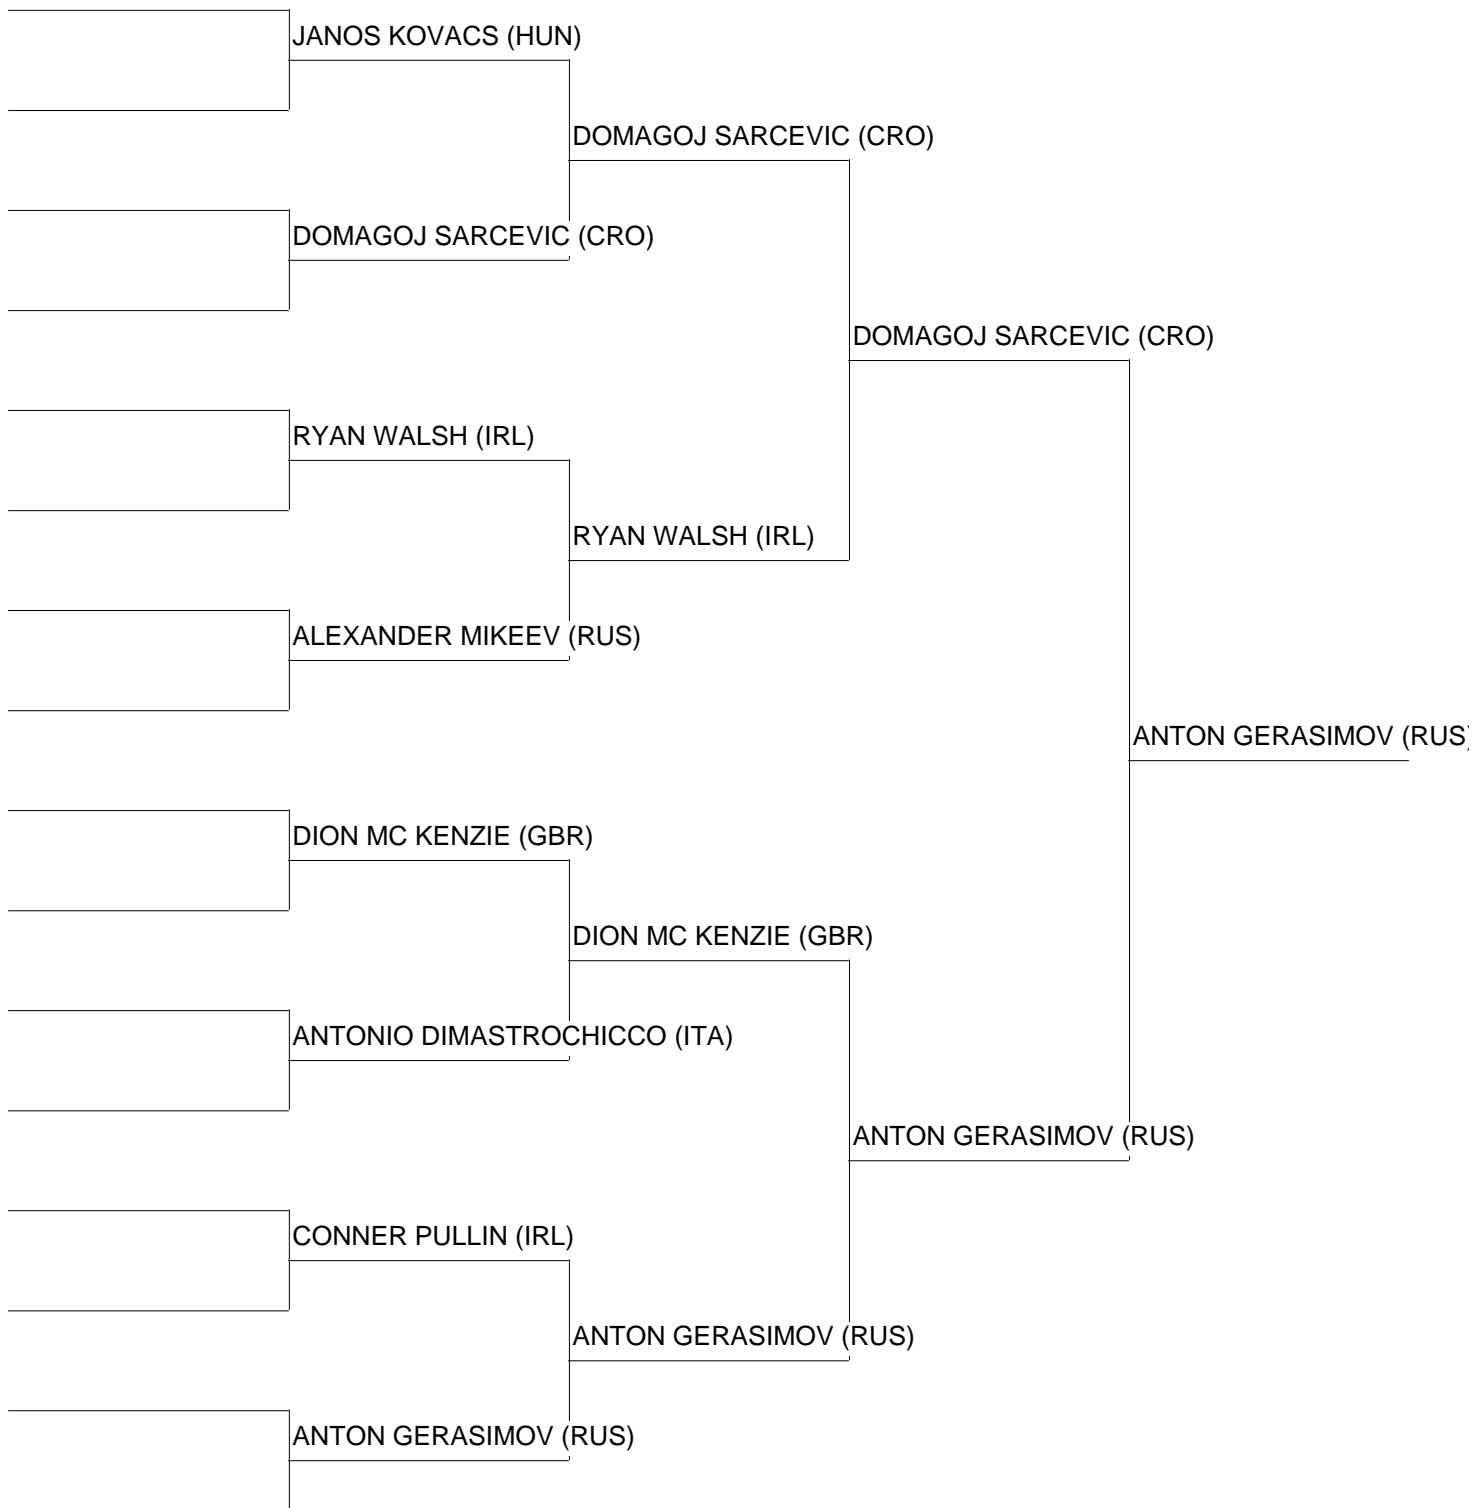 JANOS KOVACS (HUN)
DOMAGOJ SARCEVIC (CRO)
DOMAGOJ SARCEVIC (CRO)
DOMAGOJ SARCEVIC (CRO)
RYAN WALSH (IRL)
RYAN WALSH (IRL)
ALEXANDER MIKEEV (RUS)
ANTON GERASIMOV (RUS)
DION MC KENZIE (GBR)
DION MC KENZIE (GBR)
ANTONIO DIMASTROCHICCO (ITA)
ANTON GERASIMOV (RUS)
CONNER PULLIN (IRL)
ANTON GERASIMOV (RUS)
ANTON GERASIMOV (RUS)